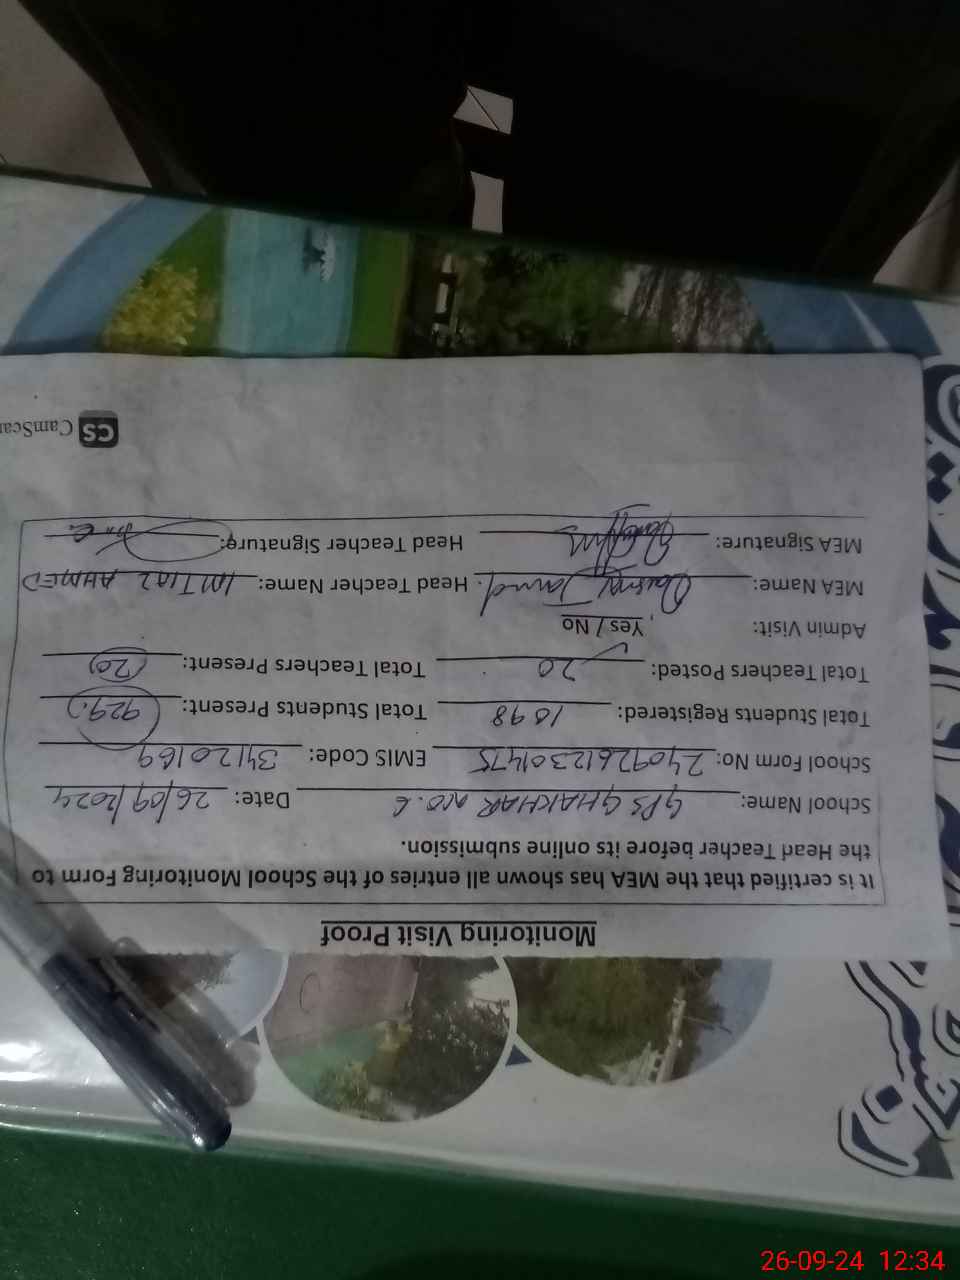 Monitoring Visit Proof
It is certified that the MEA has shown all entries of the School Monitoring Form to
the Head Teacher before its online submission.
School Name: GPS GHAKHAR NO. 6 Date: 26/09/2024
School Form No: 24092612301475 EMIS Code: 34120169
Total Students Registered: 1098 Total Students Present: 929
Total Teachers Posted: 20 Total Teachers Present: 20
Admin Visit: Yes / No
MEA Name: Head Teacher Name: IMTIAZ AHMED
MEA Signature: Head Teacher Signature:
CS CamScan
26-09-24 12:34